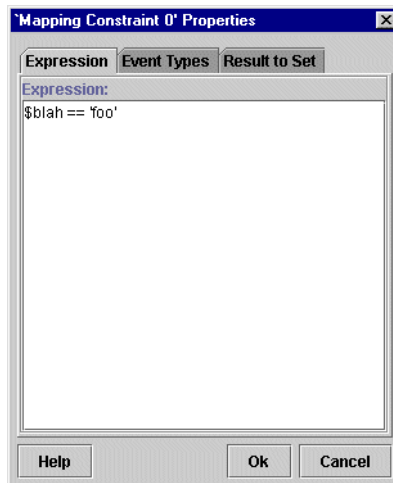 `Mapping Constraint 0' Properties
Expression Event Types Result to Set
Expression:
$blah == 'foo'
Help Ok Cancel